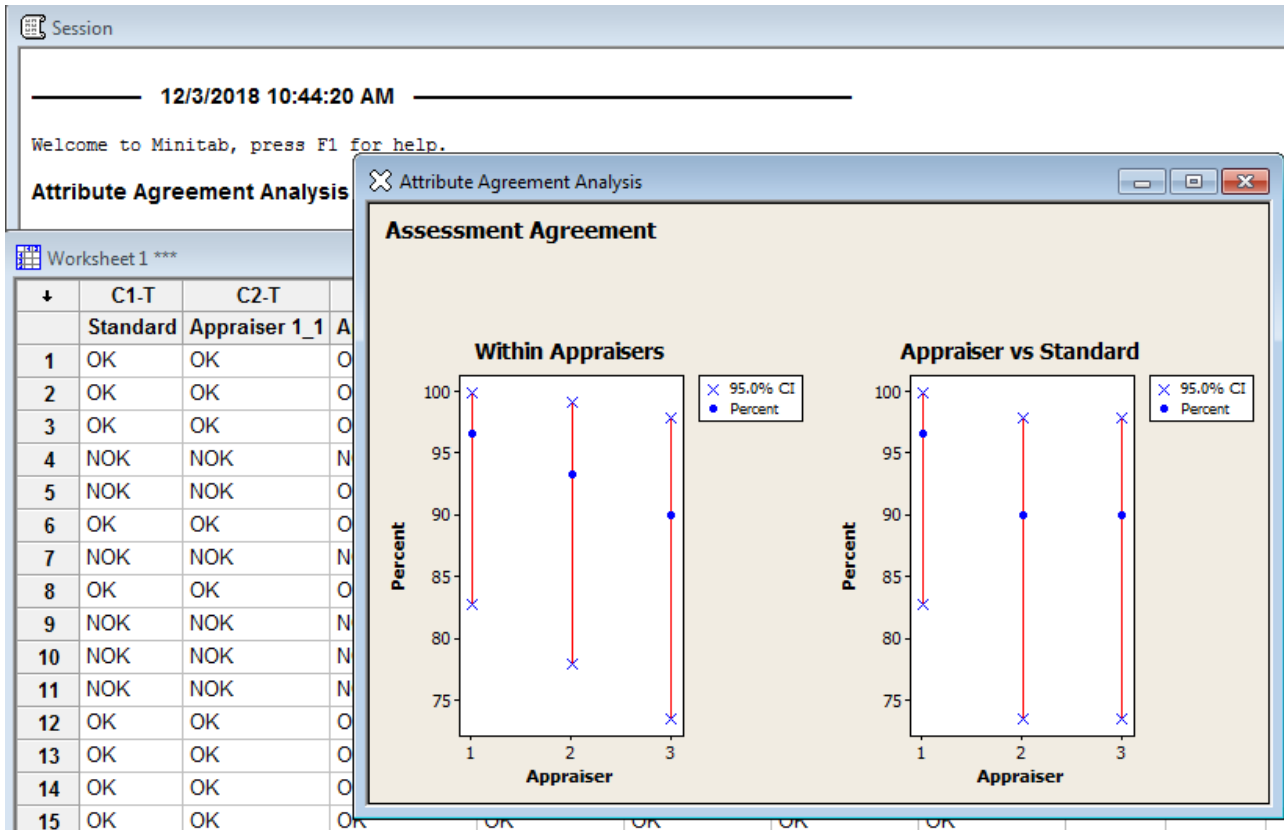 Session
12/3/2018 10:44:20 AM
Welcome to Minitab, press F1 for help.
Attribute Agreement Analysis
Worksheet 1 ***
↓ C1-T C2-T
Standard Appraiser 1_1 A
1 OK OK O
2 OK OK O
3 OK OK O
4 NOK NOK N
5 NOK NOK O
6 OK OK O
7 NOK NOK N
8 OK OK O
9 NOK NOK N
10 NOK NOK N
11 NOK NOK N
12 OK OK O
13 OK OK O
14 OK OK O
15 OK OK OK OK OK OK OK
Attribute Agreement Analysis
Assessment Agreement
Within Appraisers
95.0% CI
Percent
100
95
90
85
80
75
Percent
1 2 3
Appraiser
Appraiser vs Standard
95.0% CI
Percent
100
95
90
85
80
75
Percent
1 2 3
Appraiser